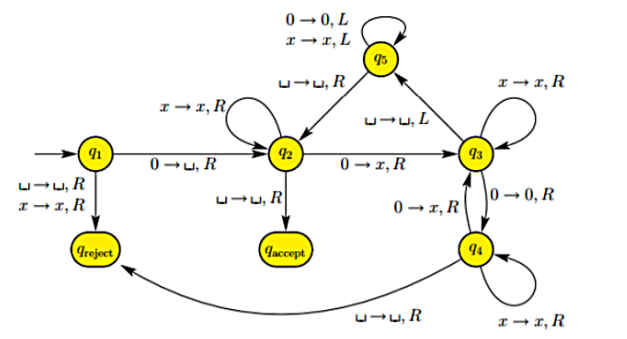 0 → 0, L
x → x, L
q5
␣ → ␣, R
x → x, R
x → x, R
␣ → ␣, L
q1
q2
q3
0 → ␣, R
0 → x, R
␣ → ␣, R
x → x, R
␣ → ␣, R
0 → x, R
0 → 0, R
qreject
qaccept
q4
␣ → ␣, R
x → x, R